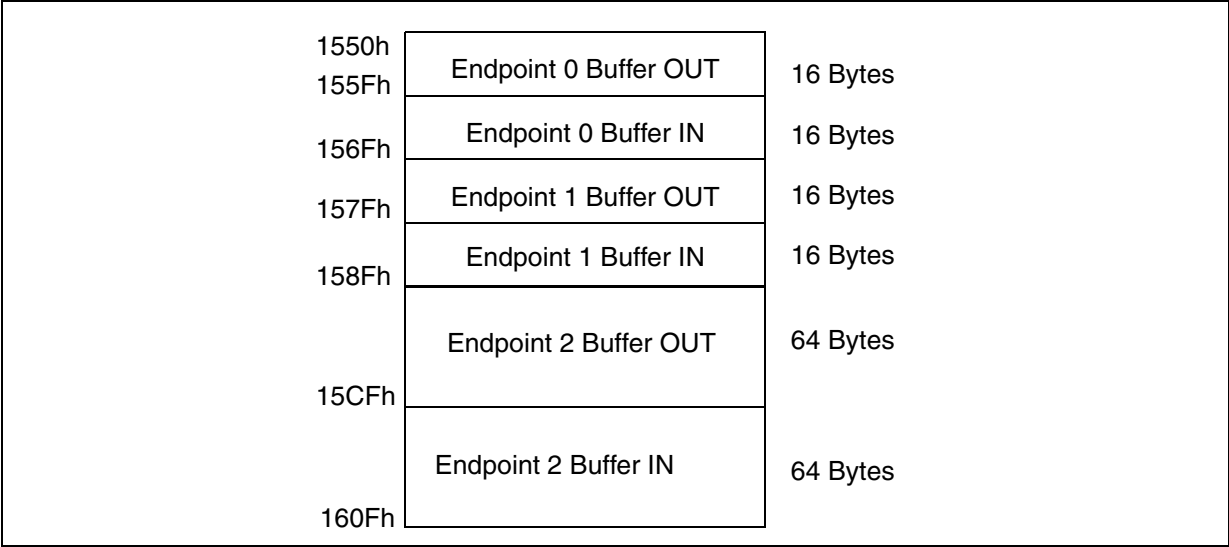 1550h
Endpoint 0 Buffer OUT
16 Bytes
155Fh
Endpoint 0 Buffer IN
16 Bytes
156Fh
Endpoint 1 Buffer OUT
16 Bytes
157Fh
Endpoint 1 Buffer IN
16 Bytes
158Fh
Endpoint 2 Buffer OUT
64 Bytes
15CFh
Endpoint 2 Buffer IN
64 Bytes
160Fh